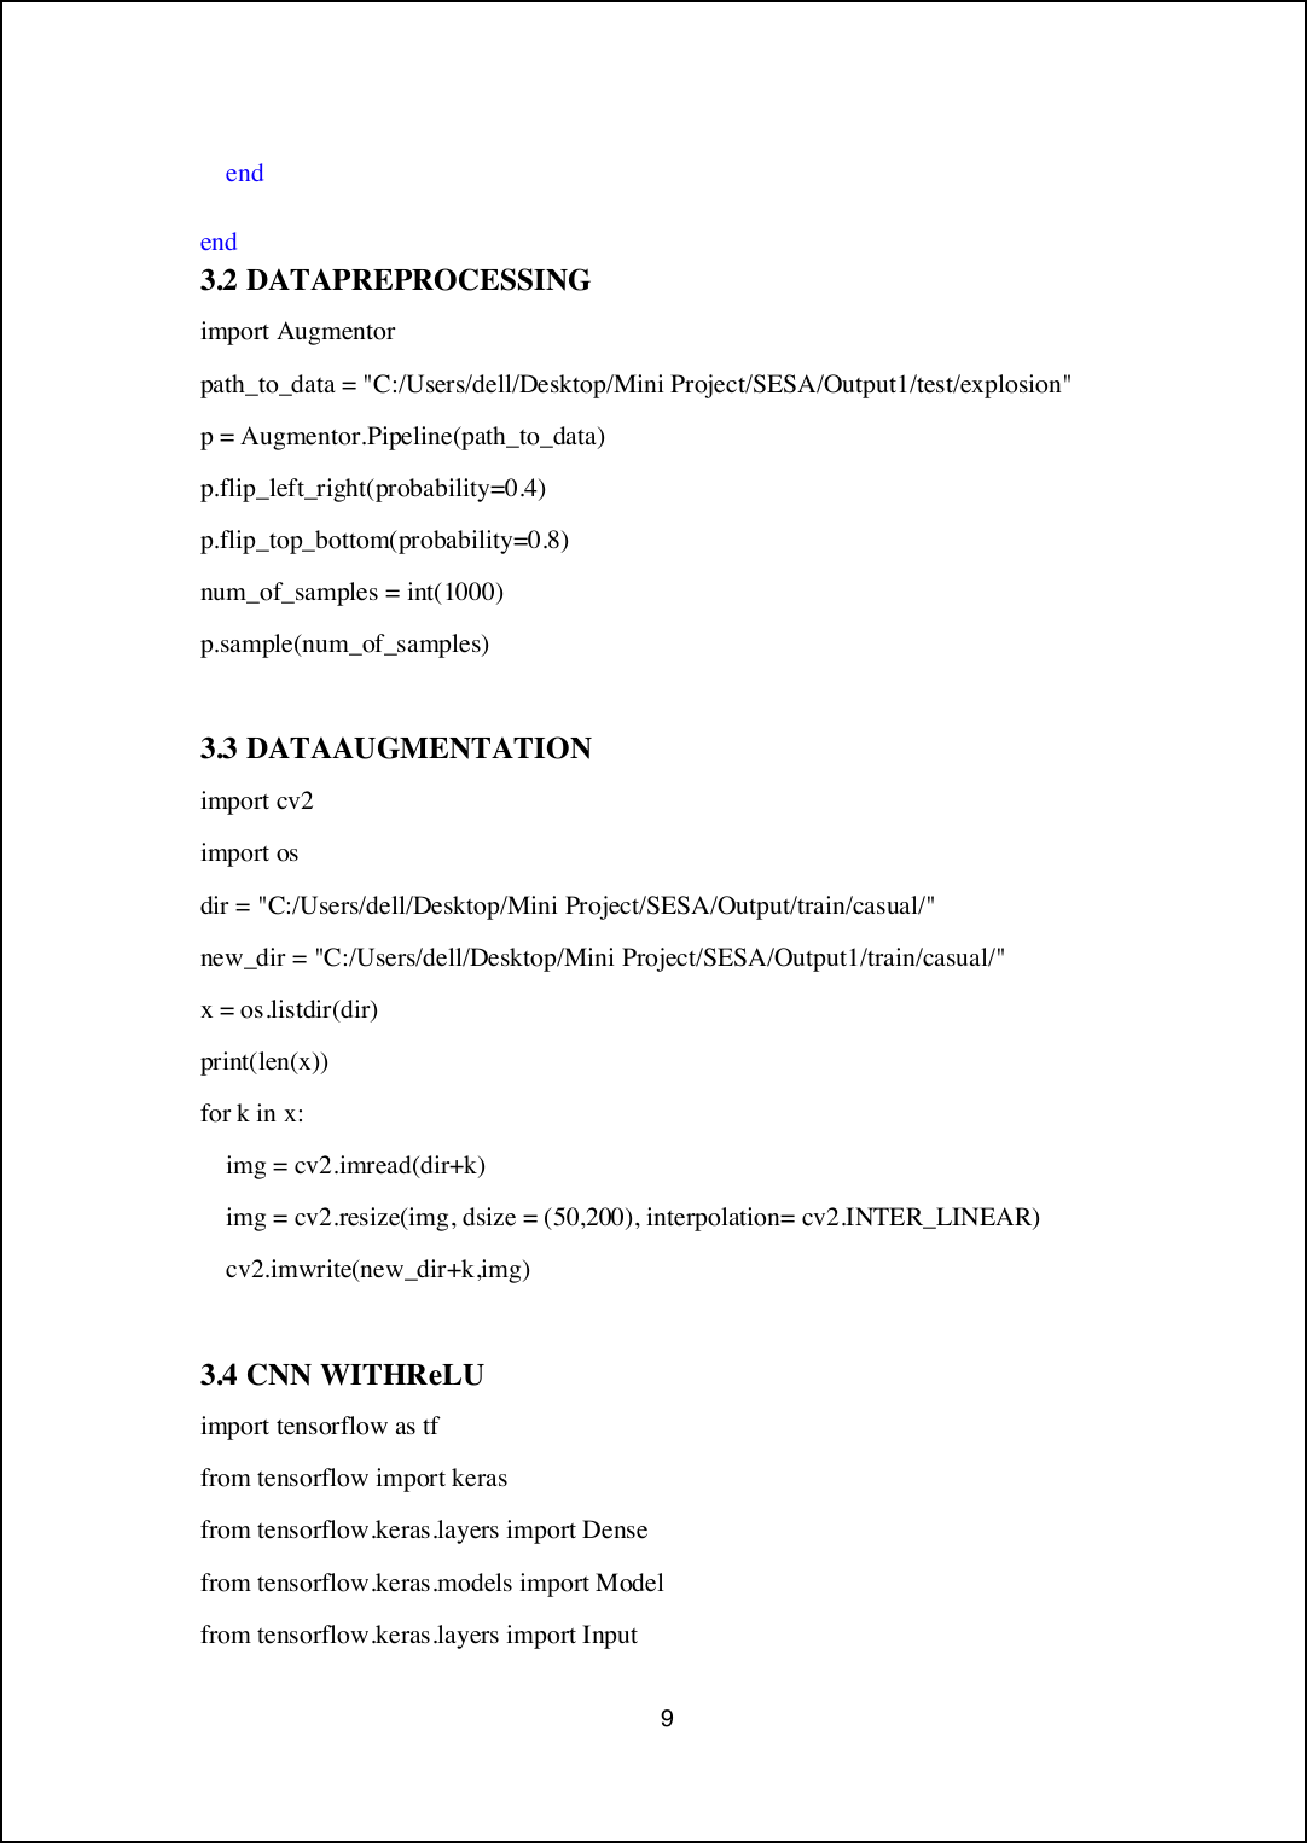 end
end
3.2 DATAPREPROCESSING
import Augmentor
path_to_data = "C:/Users/dell/Desktop/Mini Project/SESA/Output1/test/explosion"
p = Augmentor.Pipeline(path_to_data)
p.flip_left_right(probability=0.4)
p.flip_top_bottom(probability=0.8)
num_of_samples = int(1000)
p.sample(num_of_samples)
3.3 DATAAUGMENTATION
import cv2
import os
dir = "C:/Users/dell/Desktop/Mini Project/SESA/Output/train/casual/"
new_dir = "C:/Users/dell/Desktop/Mini Project/SESA/Output1/train/casual/"
x = os.listdir(dir)
print(len(x))
for k in x:
img = cv2.imread(dir+k)
img = cv2.resize(img, dsize = (50,200), interpolation= cv2.INTER_LINEAR)
cv2.imwrite(new_dir+k,img)
3.4 CNN WITHReLU
import tensorflow as tf
from tensorflow import keras
from tensorflow.keras.layers import Dense
from tensorflow.keras.models import Model
from tensorflow.keras.layers import Input
9